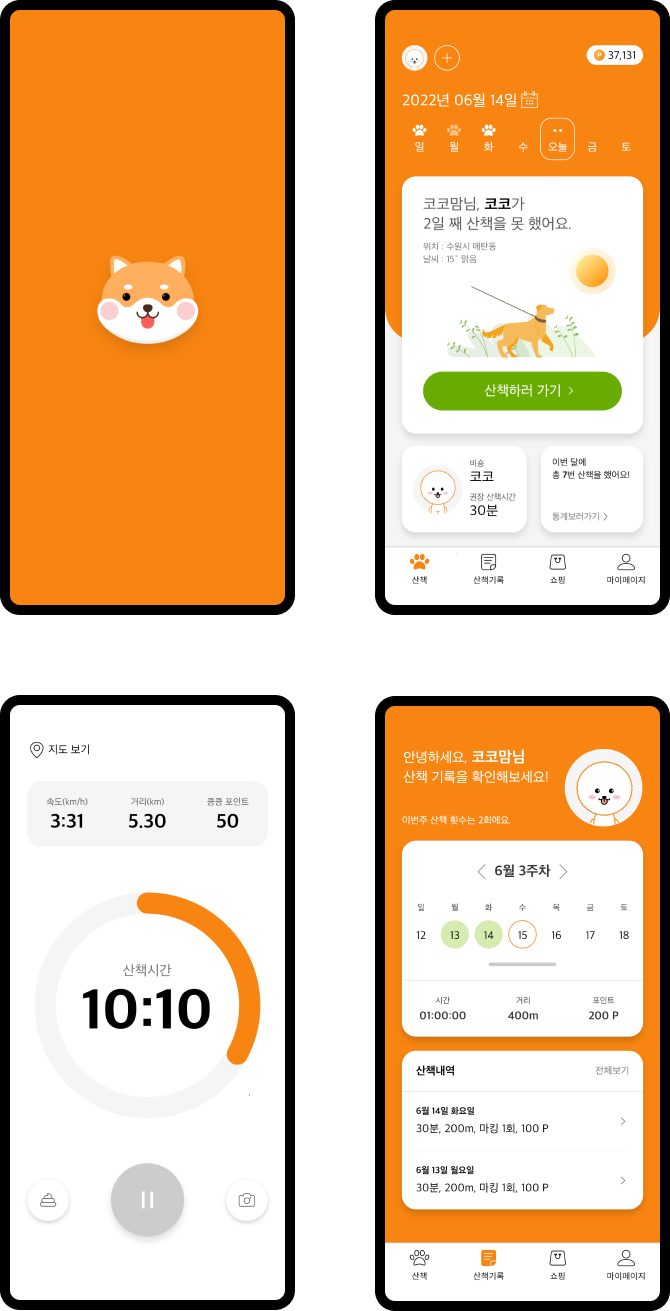 P 37,131
2022년 06월 14일
일 월 화 수 오늘 금 토
코코맘님, 코코가
2일 째 산책을 못 했어요.
위치 : 수원시 매탄동
날씨 : 15° 맑음
산책하러 가기 >
비숑
코코
권장 산책시간
30분
이번 달에
총 7번 산책을 했어요!
통계보러가기 >
산책 산책기록 쇼핑 마이페이지
지도 보기
속도(km/h) 거리(km) 킁킁 포인트
3:31 5.30 50
산책시간
10:10
안녕하세요, 코코맘님
산책 기록을 확인해보세요!
이번주 산책 횟수는 2회에요.
6월 3주차
일 월 화 수 목 금 토
12 13 14 15 16 17 18
시간 거리 포인트
01:00:00 400m 200 P
산책내역 전체보기
6월 14일 화요일
30분, 200m, 마킹 1회, 100 P
6월 13일 월요일
30분, 200m, 마킹 1회, 100 P
산책 산책기록 쇼핑 마이페이지